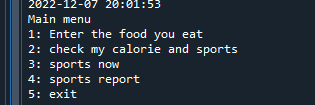 2022-12-07 20:01:53
Main menu
1: Enter the food you eat
2: check my calorie and sports
3: sports now
4: sports report
5: exit